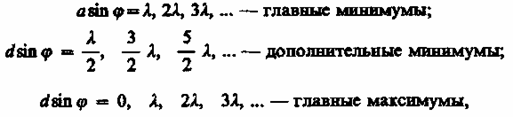 a sin φ = λ, 2λ, 3λ, ... — главные минимумы;
d sin φ = λ/2, 3/2 λ, 5/2 λ, ... — дополнительные минимумы;
d sin φ = 0, λ, 2λ, 3λ, ... — главные максимумы,